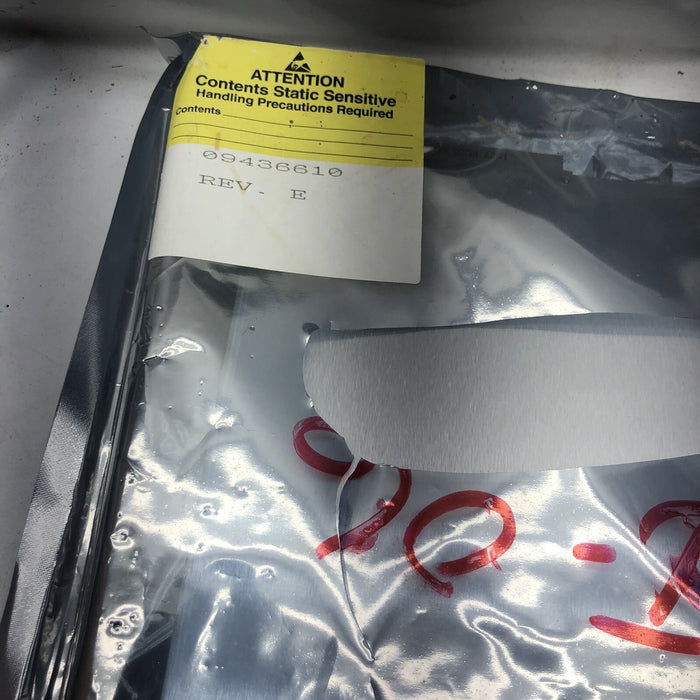 ATTENTION
Contents Static Sensitive
Handling Precautions Required
Contents
09436610
REV. E